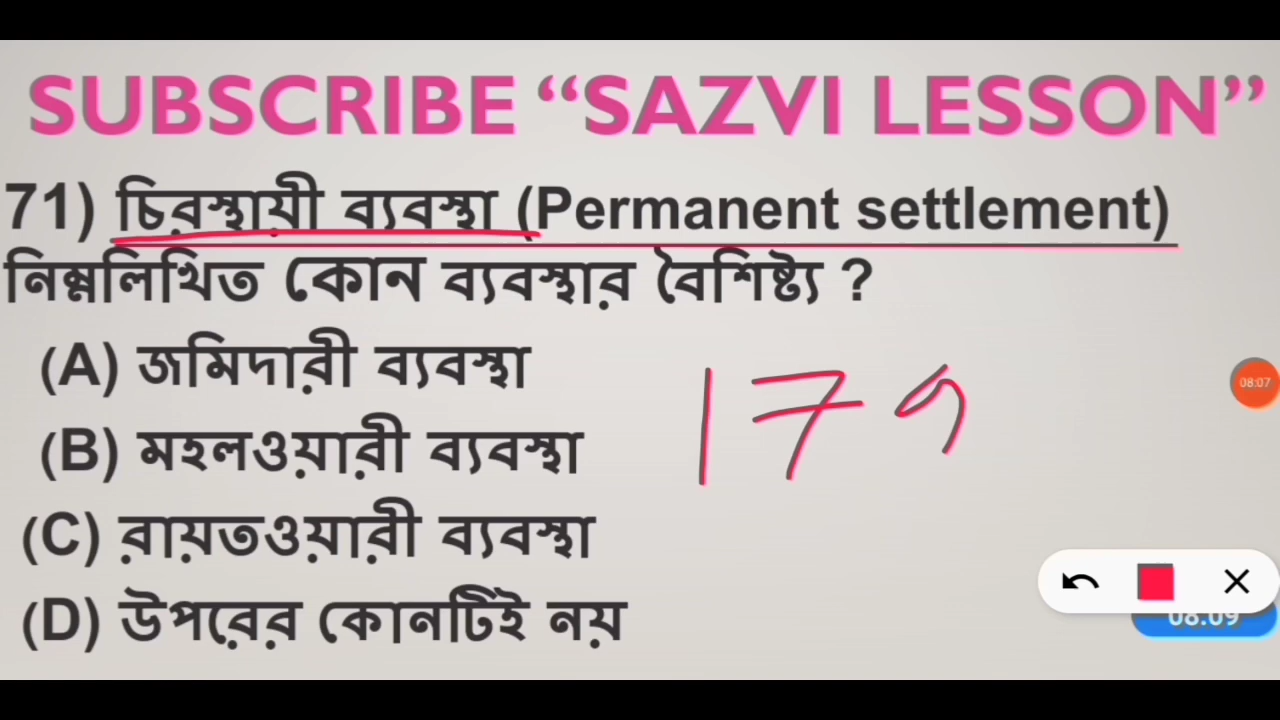 SUBSCRIBE “SAZVI LESSON”
71) চিরস্থায়ী ব্যবস্থা (Permanent settlement)
নিম্নলিখিত কোন ব্যবস্থার বৈশিষ্ট্য ?
(A) জমিদারী ব্যবস্থা
(B) মহলওয়ারী ব্যবস্থা
(C) রায়তওয়ারী ব্যবস্থা
(D) উপরের কোনটিই নয়
179
08:07
08:09